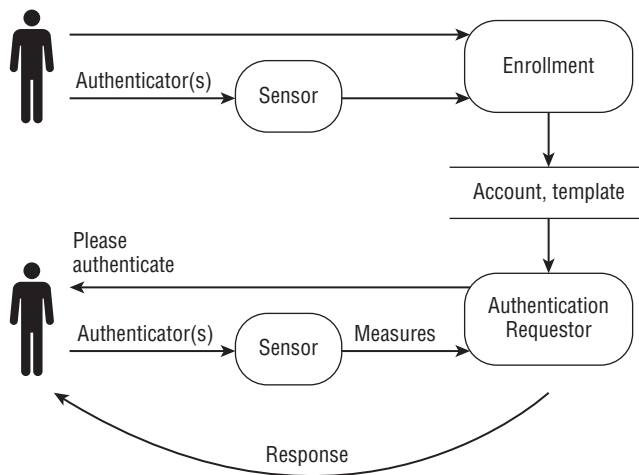 Enrollment
Authenticator(s)
Sensor
Account, template
Please
authenticate
Authentication
Requestor
Authenticator(s)
Sensor
Measures
Response